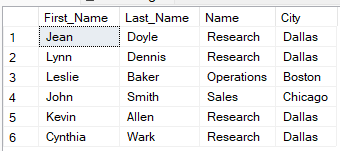 First_Name Last_Name Name City
1 Jean Doyle Research Dallas
2 Lynn Dennis Research Dallas
3 Leslie Baker Operations Boston
4 John Smith Sales Chicago
5 Kevin Allen Research Dallas
6 Cynthia Wark Research Dallas